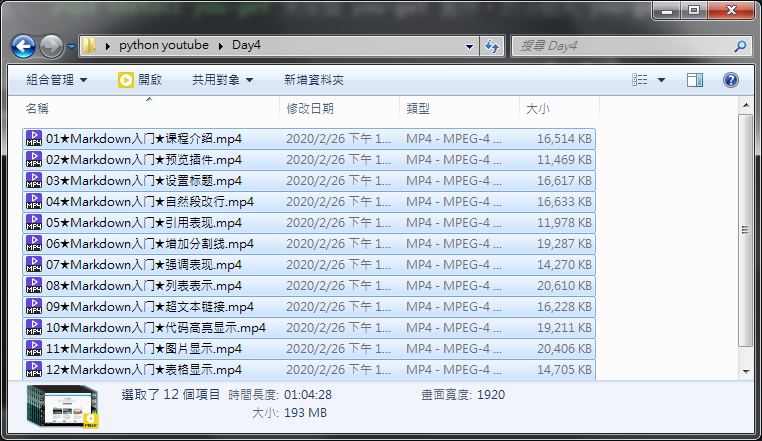 python youtube ▸ Day4
搜尋 Day4
組合管理 開啟 共用對象 新增資料夾
名稱 修改日期 類型 大小
01★Markdown入门★课程介绍.mp4 2020/2/26 下午 1... MP4 - MPEG-4 ... 16,514 KB
02★Markdown入门★预览插件.mp4 2020/2/26 下午 1... MP4 - MPEG-4 ... 11,469 KB
03★Markdown入门★设置标题.mp4 2020/2/26 下午 1... MP4 - MPEG-4 ... 16,617 KB
04★Markdown入门★自然段改行.mp4 2020/2/26 下午 1... MP4 - MPEG-4 ... 16,633 KB
05★Markdown入门★引用表现.mp4 2020/2/26 下午 1... MP4 - MPEG-4 ... 11,978 KB
06★Markdown入门★增加分割线.mp4 2020/2/26 下午 1... MP4 - MPEG-4 ... 19,287 KB
07★Markdown入门★强调表现.mp4 2020/2/26 下午 1... MP4 - MPEG-4 ... 14,270 KB
08★Markdown入门★列表表示.mp4 2020/2/26 下午 1... MP4 - MPEG-4 ... 20,610 KB
09★Markdown入门★超文本链接.mp4 2020/2/26 下午 1... MP4 - MPEG-4 ... 16,228 KB
10★Markdown入门★代码高亮显示.mp4 2020/2/26 下午 1... MP4 - MPEG-4 ... 19,211 KB
11★Markdown入门★图片显示.mp4 2020/2/26 下午 1... MP4 - MPEG-4 ... 20,406 KB
12★Markdown入门★表格显示.mp4 2020/2/26 下午 1... MP4 - MPEG-4 ... 14,705 KB
選取了 12 個項目 時間長度: 01:04:28 畫面寬度: 1920
大小: 193 MB